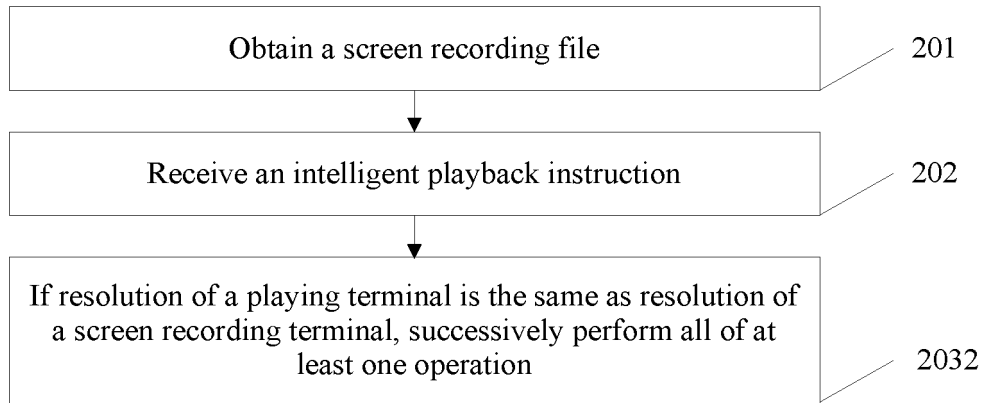 Obtain a screen recording file
201
Receive an intelligent playback instruction
202
If resolution of a playing terminal is the same as resolution of
a screen recording terminal, successively perform all of at
least one operation
2032